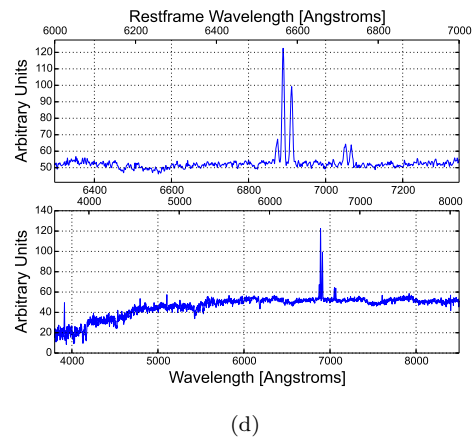 Restframe Wavelength [Angstroms]
6000 6200 6400 6600 6800 7000
Arbitrary Units
120
110
100
90
80
70
60
50
6400 6600 6800 7000 7200
4000 5000 6000 7000 8000
Arbitrary Units
140
120
100
80
60
40
20
0
4000 5000 6000 7000 8000
Wavelength [Angstroms]
(d)